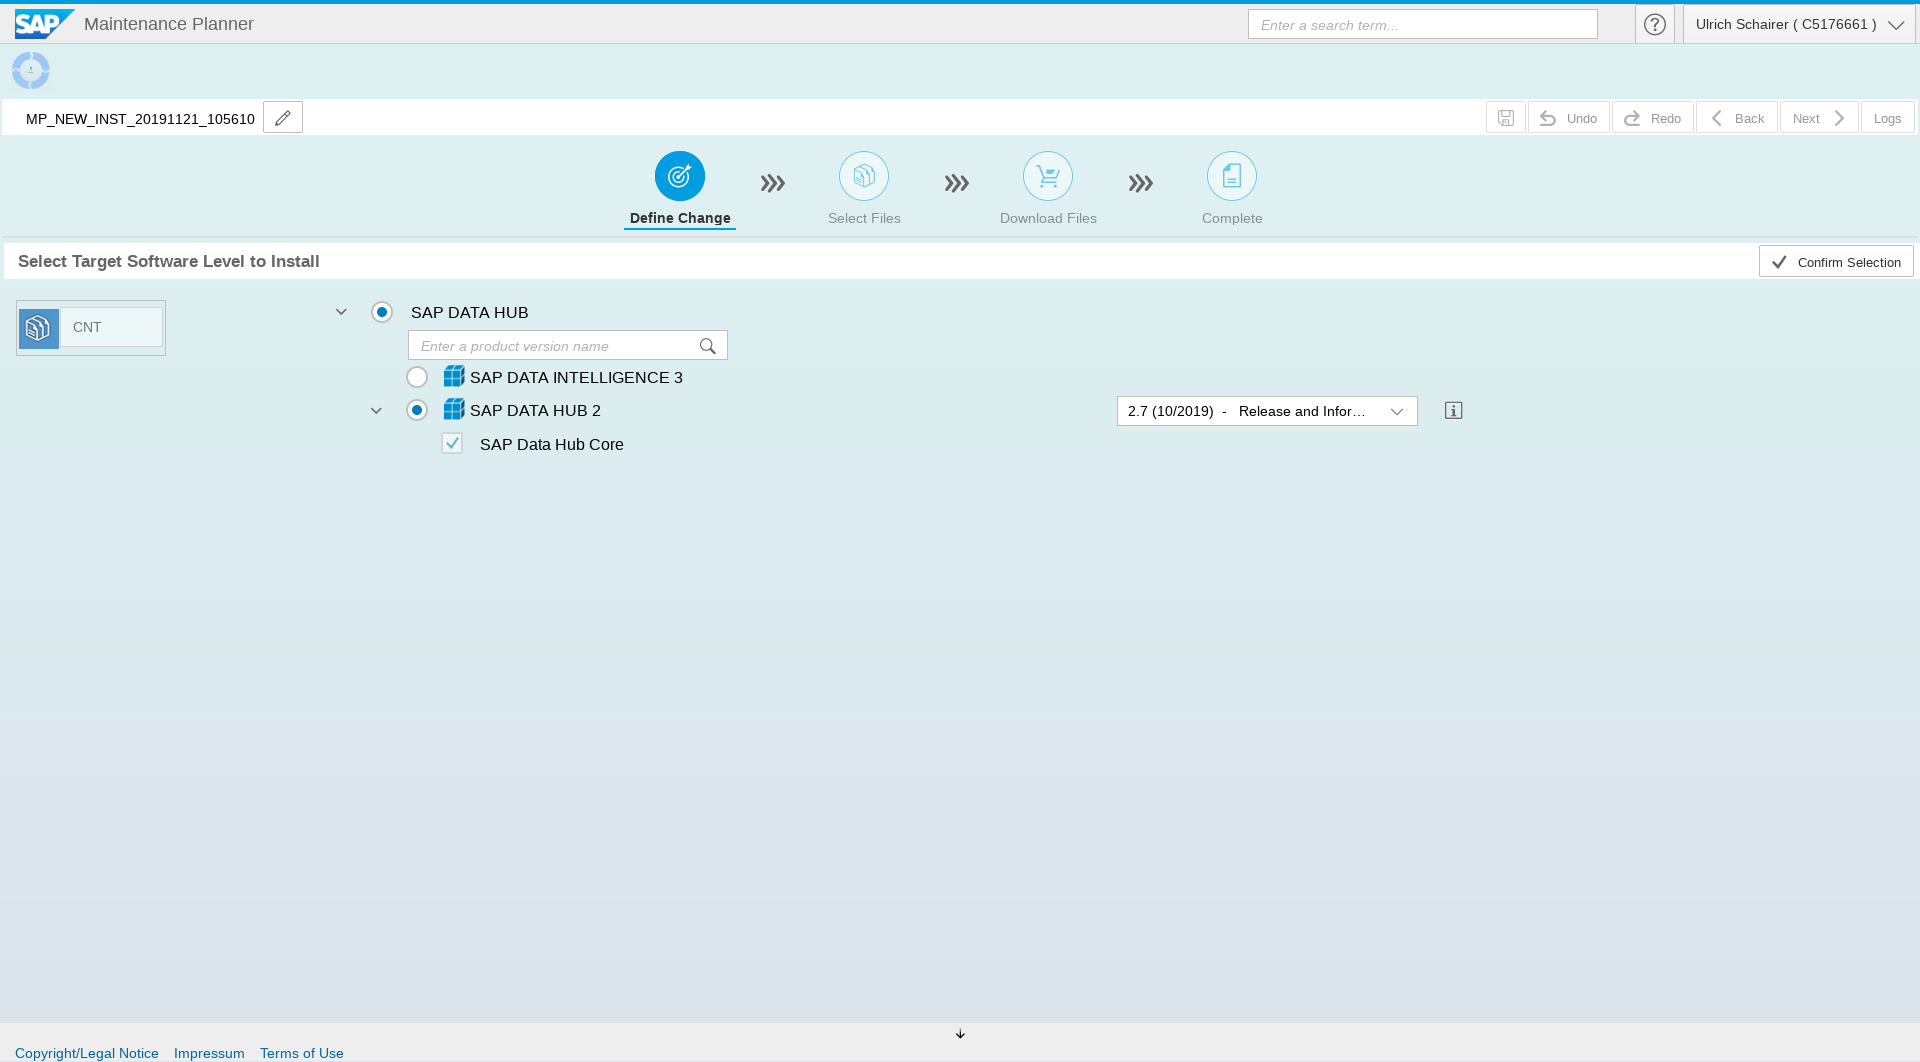 SAP Maintenance Planner
Enter a search term...
Ulrich Schairer ( C5176661 )
MP_NEW_INST_20191121_105610
Undo
Redo
Back
Next
Logs
Define Change
Select Files
Download Files
Complete
Select Target Software Level to Install
Confirm Selection
CNT
SAP DATA HUB
Enter a product version name
SAP DATA INTELLIGENCE 3
SAP DATA HUB 2
2.7 (10/2019) - Release and Infor...
SAP Data Hub Core
Copyright/Legal Notice Impressum Terms of Use